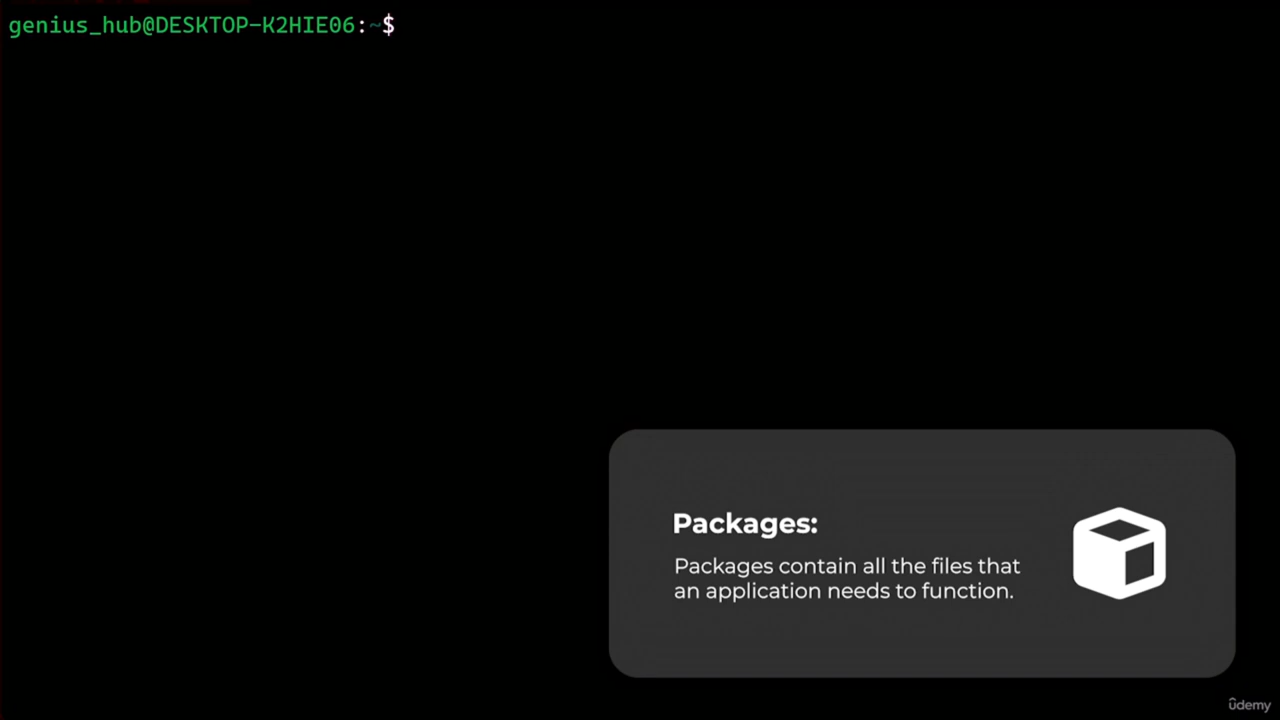 genius_hub@DESKTOP-K2HIE06:~$
Packages:
Packages contain all the files that
an application needs to function.
ûdemy